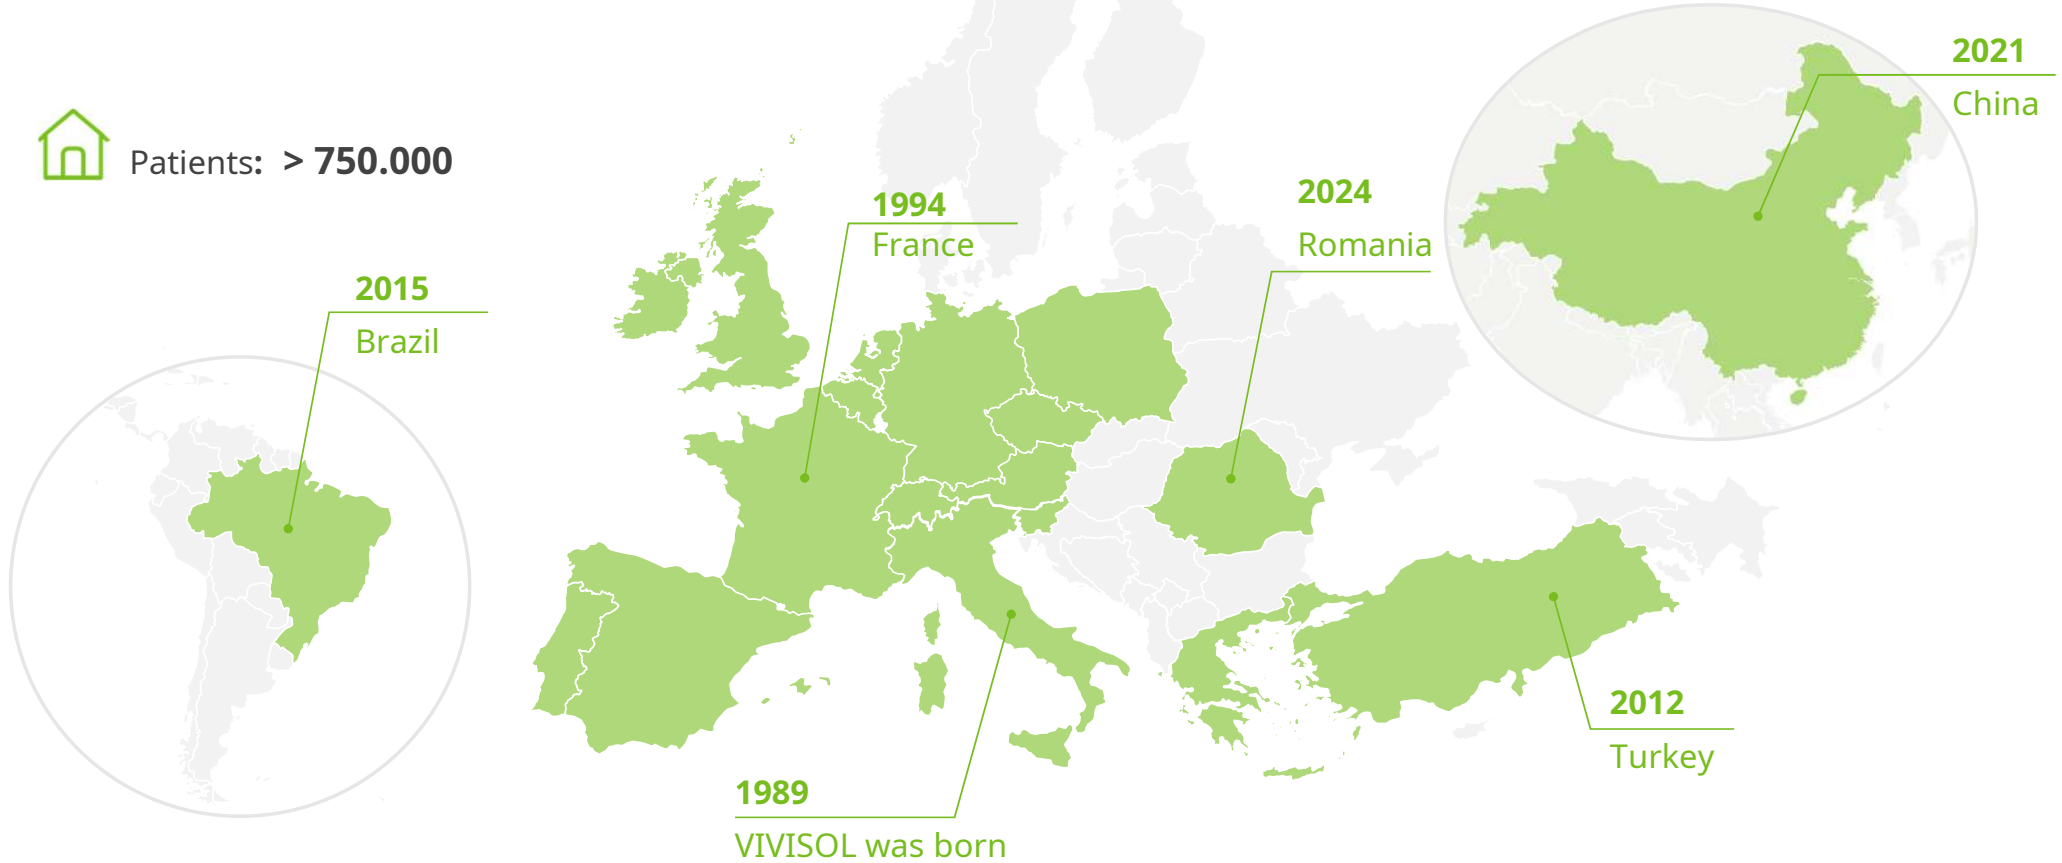 Patients: > 750.000
2015
Brazil
1994
France
2024
Romania
2021
China
2012
Turkey
1989
VIVISOL was born